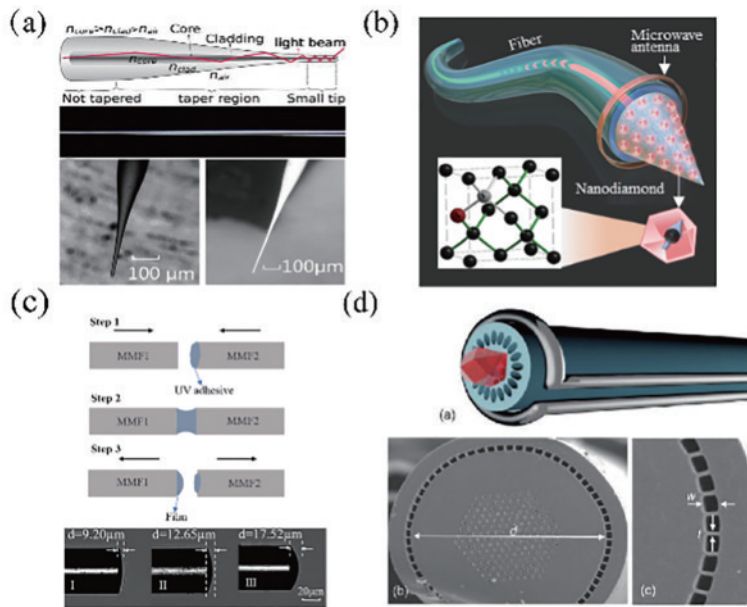 (a)
n_core>n_clad>n_air
Core
Cladding
light beam
n_core
n_clad
n_air
Not tapered
taper region
Small tip
100 μm
100μm
(b)
Fiber
Microwave
antenna
Nanodiamond
(c)
Step 1
MMF1
MMF2
UV adhesive
Step 2
MMF1
MMF2
Step 3
MMF1
MMF2
Film
d=9.20μm
d=12.65μm
d=17.52μm
I
II
III
20μm
(d)
(a)
d
(b)
w
t
(c)